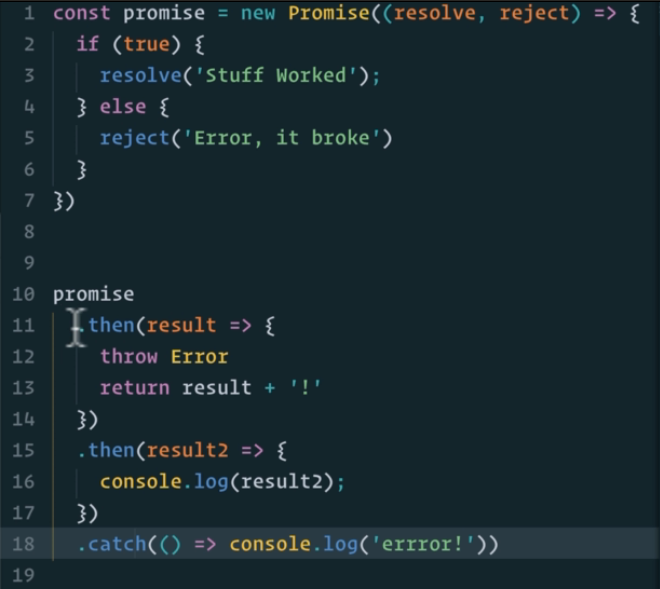 1 const promise = new Promise((resolve, reject) => {
2 if (true) {
3 resolve('Stuff Worked');
4 } else {
5 reject('Error, it broke')
6 }
7 })
8
9
10 promise
11 .then(result => {
12 throw Error
13 return result + '!'
14 })
15 .then(result2 => {
16 console.log(result2);
17 })
18 .catch(() => console.log('errror!'))
19